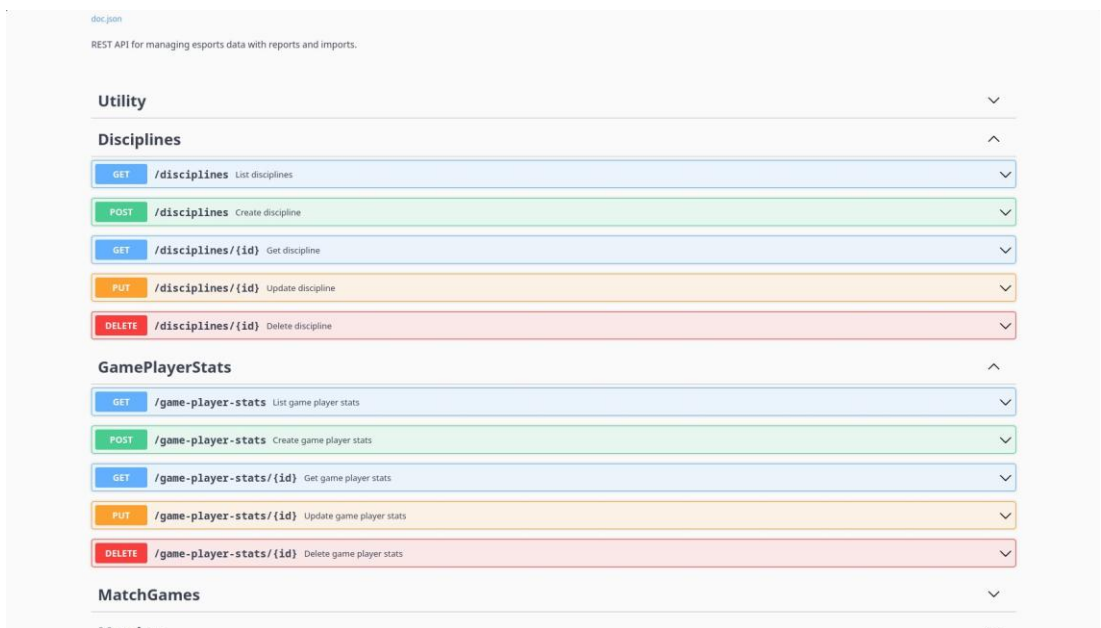 doc.json
REST API for managing esports data with reports and imports.
Utility
Disciplines
GET /disciplines List disciplines
POST /disciplines Create discipline
GET /disciplines/{id} Get discipline
PUT /disciplines/{id} Update discipline
DELETE /disciplines/{id} Delete discipline
GamePlayerStats
GET /game-player-stats List game player stats
POST /game-player-stats Create game player stats
GET /game-player-stats/{id} Get game player stats
PUT /game-player-stats/{id} Update game player stats
DELETE /game-player-stats/{id} Delete game player stats
MatchGames